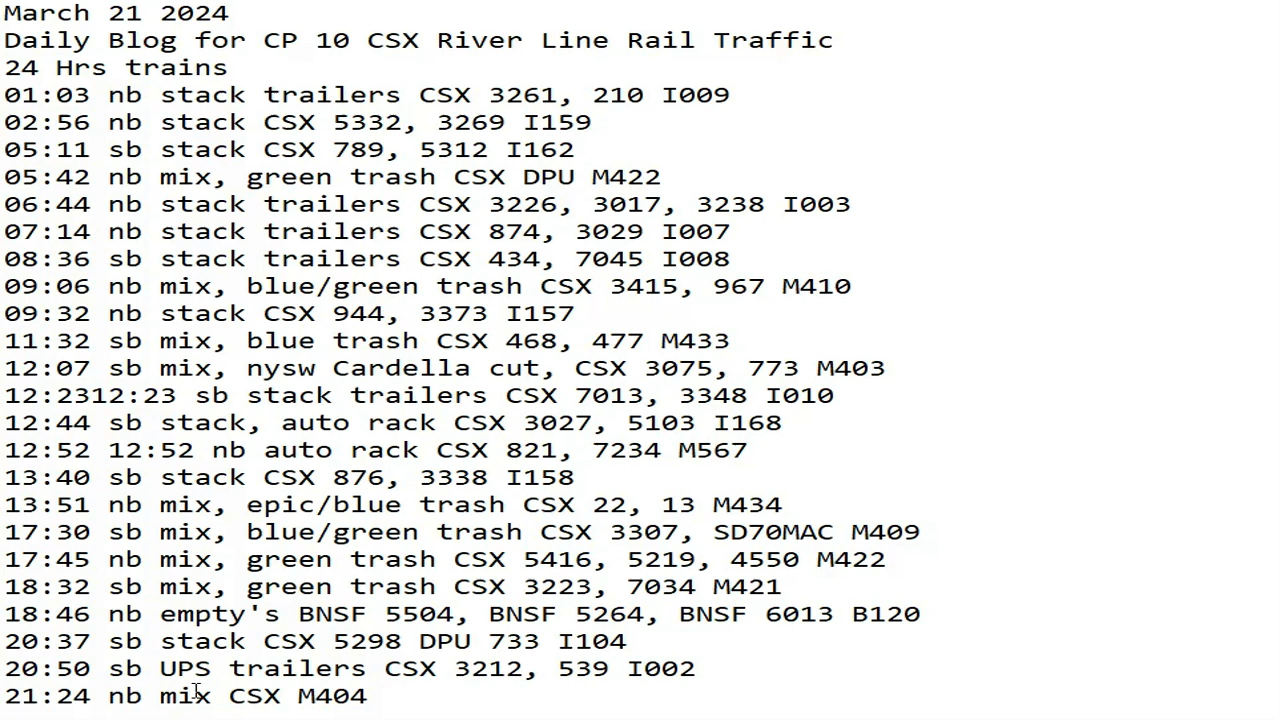 March 21 2024
Daily Blog for CP 10 CSX River Line Rail Traffic
24 Hrs trains
01:03 nb stack trailers CSX 3261, 210 I009
02:56 nb stack CSX 5332, 3269 I159
05:11 sb stack CSX 789, 5312 I162
05:42 nb mix, green trash CSX DPU M422
06:44 nb stack trailers CSX 3226, 3017, 3238 I003
07:14 nb stack trailers CSX 874, 3029 I007
08:36 sb stack trailers CSX 434, 7045 I008
09:06 nb mix, blue/green trash CSX 3415, 967 M410
09:32 nb stack CSX 944, 3373 I157
11:32 sb mix, blue trash CSX 468, 477 M433
12:07 sb mix, nysw Cardella cut, CSX 3075, 773 M403
12:2312:23 sb stack trailers CSX 7013, 3348 I010
12:44 sb stack, auto rack CSX 3027, 5103 I168
12:52 12:52 nb auto rack CSX 821, 7234 M567
13:40 sb stack CSX 876, 3338 I158
13:51 nb mix, epic/blue trash CSX 22, 13 M434
17:30 sb mix, blue/green trash CSX 3307, SD70MAC M409
17:45 nb mix, green trash CSX 5416, 5219, 4550 M422
18:32 sb mix, green trash CSX 3223, 7034 M421
18:46 nb empty's BNSF 5504, BNSF 5264, BNSF 6013 B120
20:37 sb stack CSX 5298 DPU 733 I104
20:50 sb UPS trailers CSX 3212, 539 I002
21:24 nb mix CSX M404